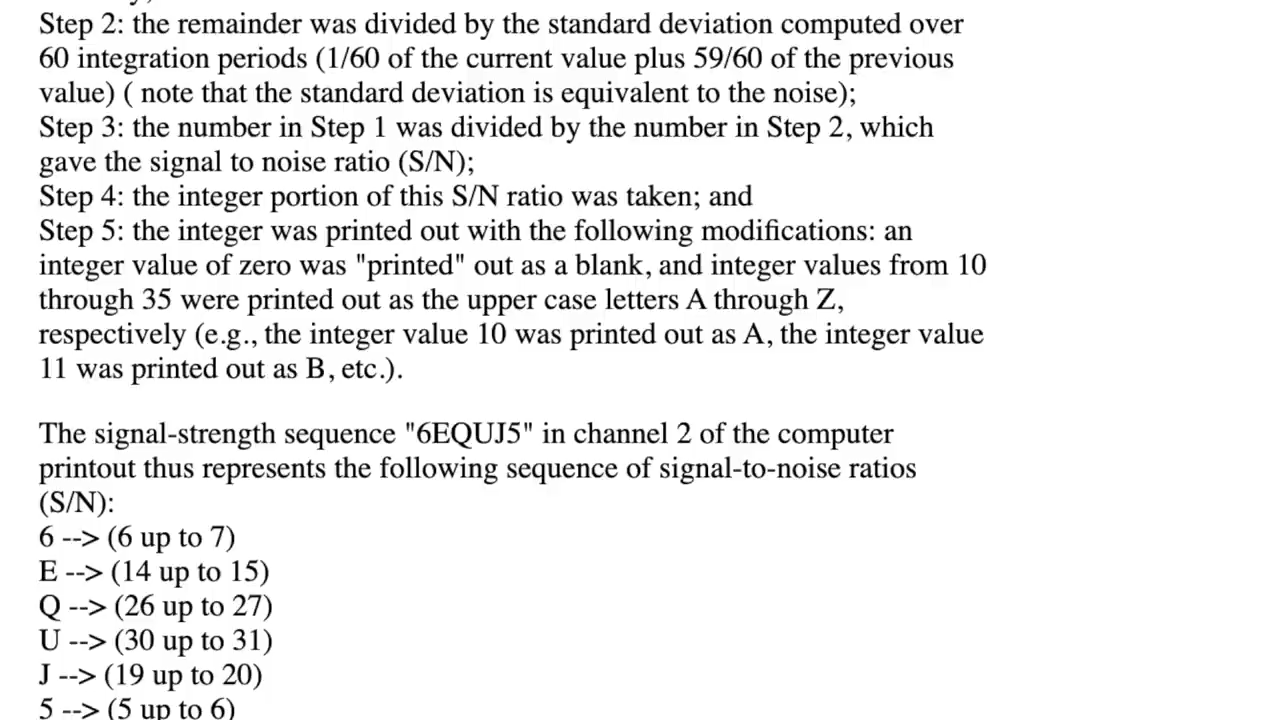 Step 2: the remainder was divided by the standard deviation computed over
60 integration periods (1/60 of the current value plus 59/60 of the previous
value) ( note that the standard deviation is equivalent to the noise);
Step 3: the number in Step 1 was divided by the number in Step 2, which
gave the signal to noise ratio (S/N);
Step 4: the integer portion of this S/N ratio was taken; and
Step 5: the integer was printed out with the following modifications: an
integer value of zero was "printed" out as a blank, and integer values from 10
through 35 were printed out as the upper case letters A through Z,
respectively (e.g., the integer value 10 was printed out as A, the integer value
11 was printed out as B, etc.).
The signal-strength sequence "6EQUJ5" in channel 2 of the computer
printout thus represents the following sequence of signal-to-noise ratios
(S/N):
6 --> (6 up to 7)
E --> (14 up to 15)
Q --> (26 up to 27)
U --> (30 up to 31)
J --> (19 up to 20)
5 --> (5 up to 6)